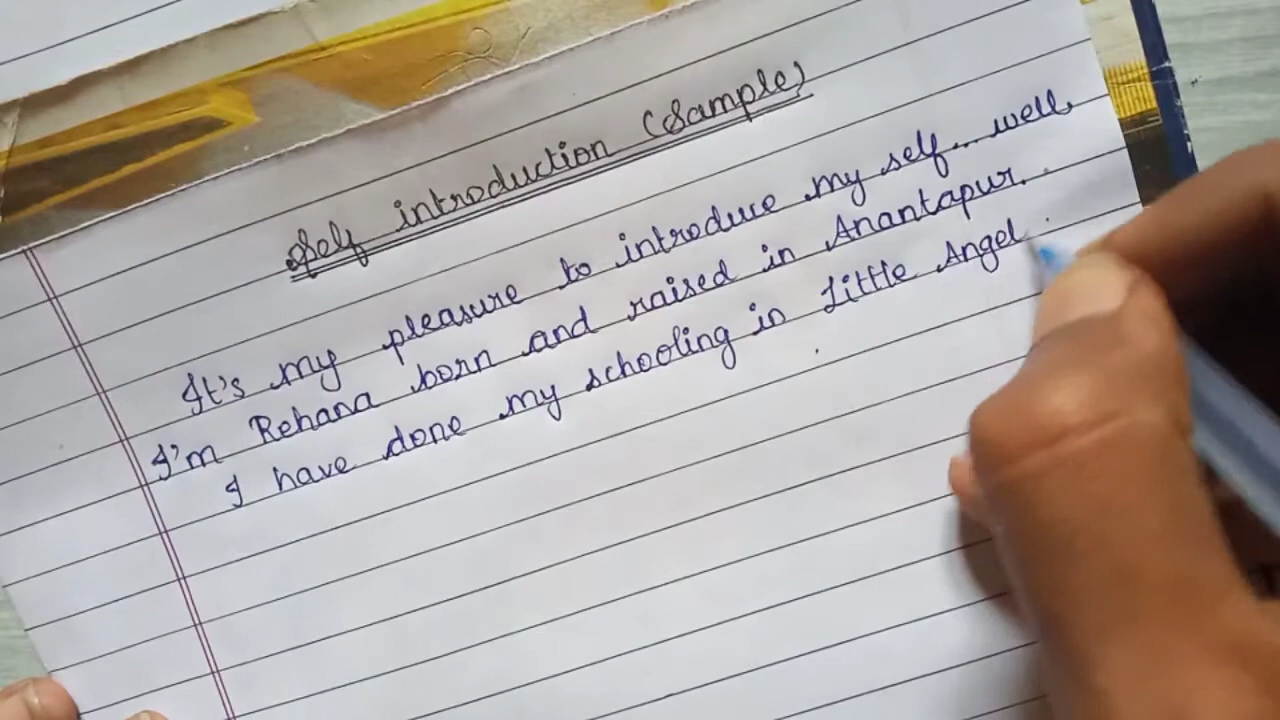 Self introduction (Sample)
It's my pleasure to introduce my self... well,
I'm Rehana born and raised in Anantapur.
I have done my schooling in Little Angel